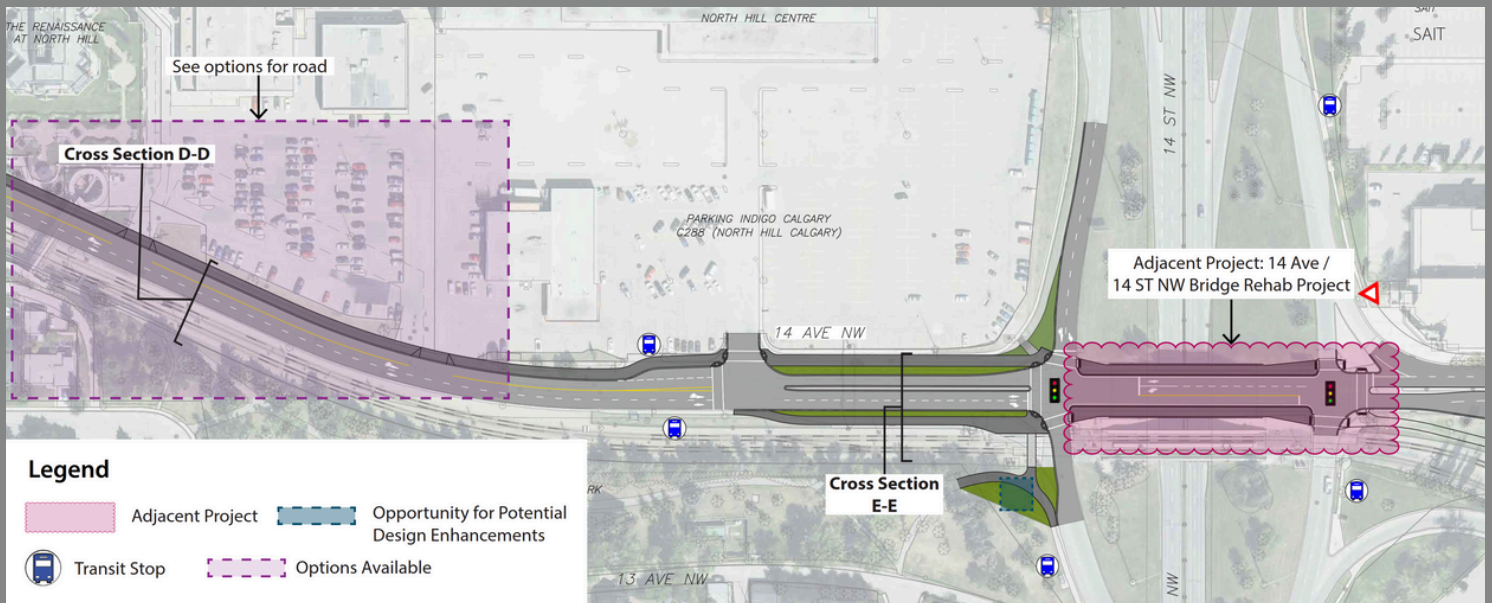 THE RENAISSANCE
AT NORTH HILL
NORTH HILL CENTRE
SAIT
SAIT
See options for road
14 ST NW
Cross Section D-D
PARKING INDIGO CALGARY
C288 (NORTH HILL CALGARY)
Adjacent Project: 14 Ave /
14 ST NW Bridge Rehab Project
14 AVE NW
Cross Section
E-E
RK
13 AVE NW
NW
Legend
Adjacent Project
Opportunity for Potential
Design Enhancements
Transit Stop
Options Available